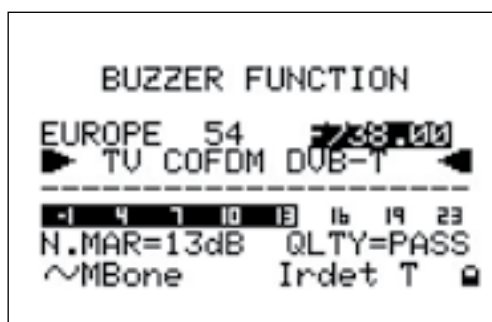 BUZZER FUNCTION
EUROPE 54 F738.00
TV COFDM DVB-T
-1 4 7 10 13 16 19 23
N.MAR=13dB QLTY=PASS
~MBone Irdet T